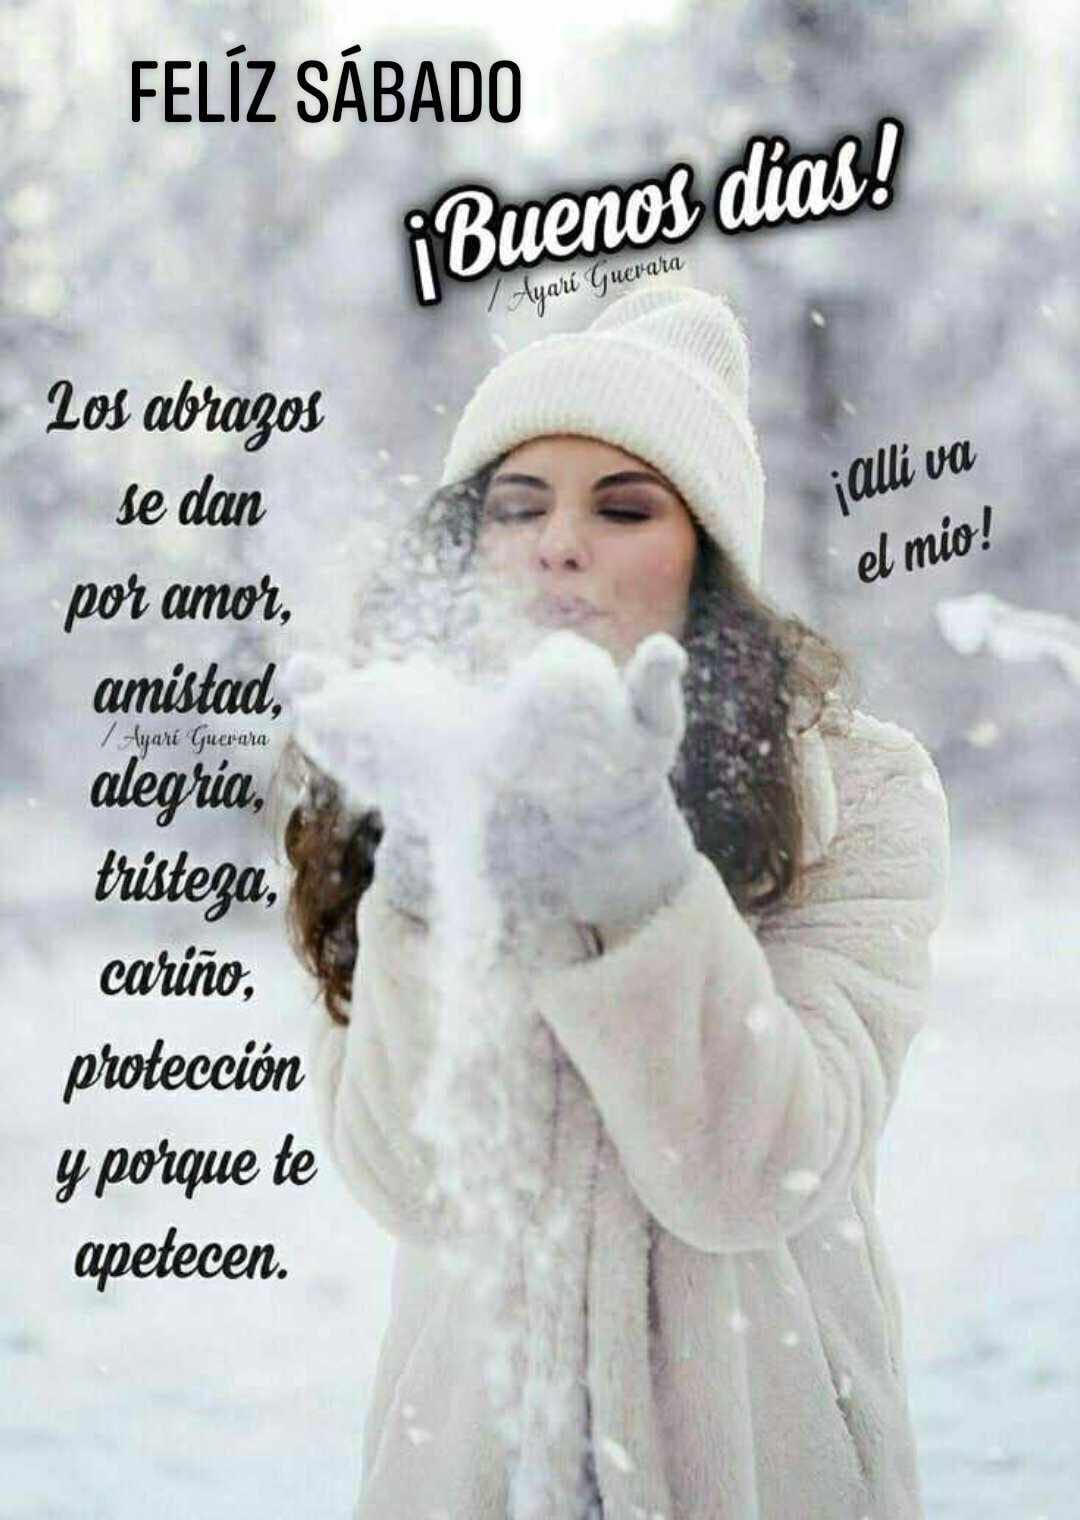 FELÍZ SÁBADO
¡Buenos días!
/ Ayarí Guevara
Los abrazos
se dan
por amor,
amistad,
/ Ayarí Guevara
alegría,
tristeza,
cariño,
protección
y porque te
apetecen.
¡allí va
el mio!